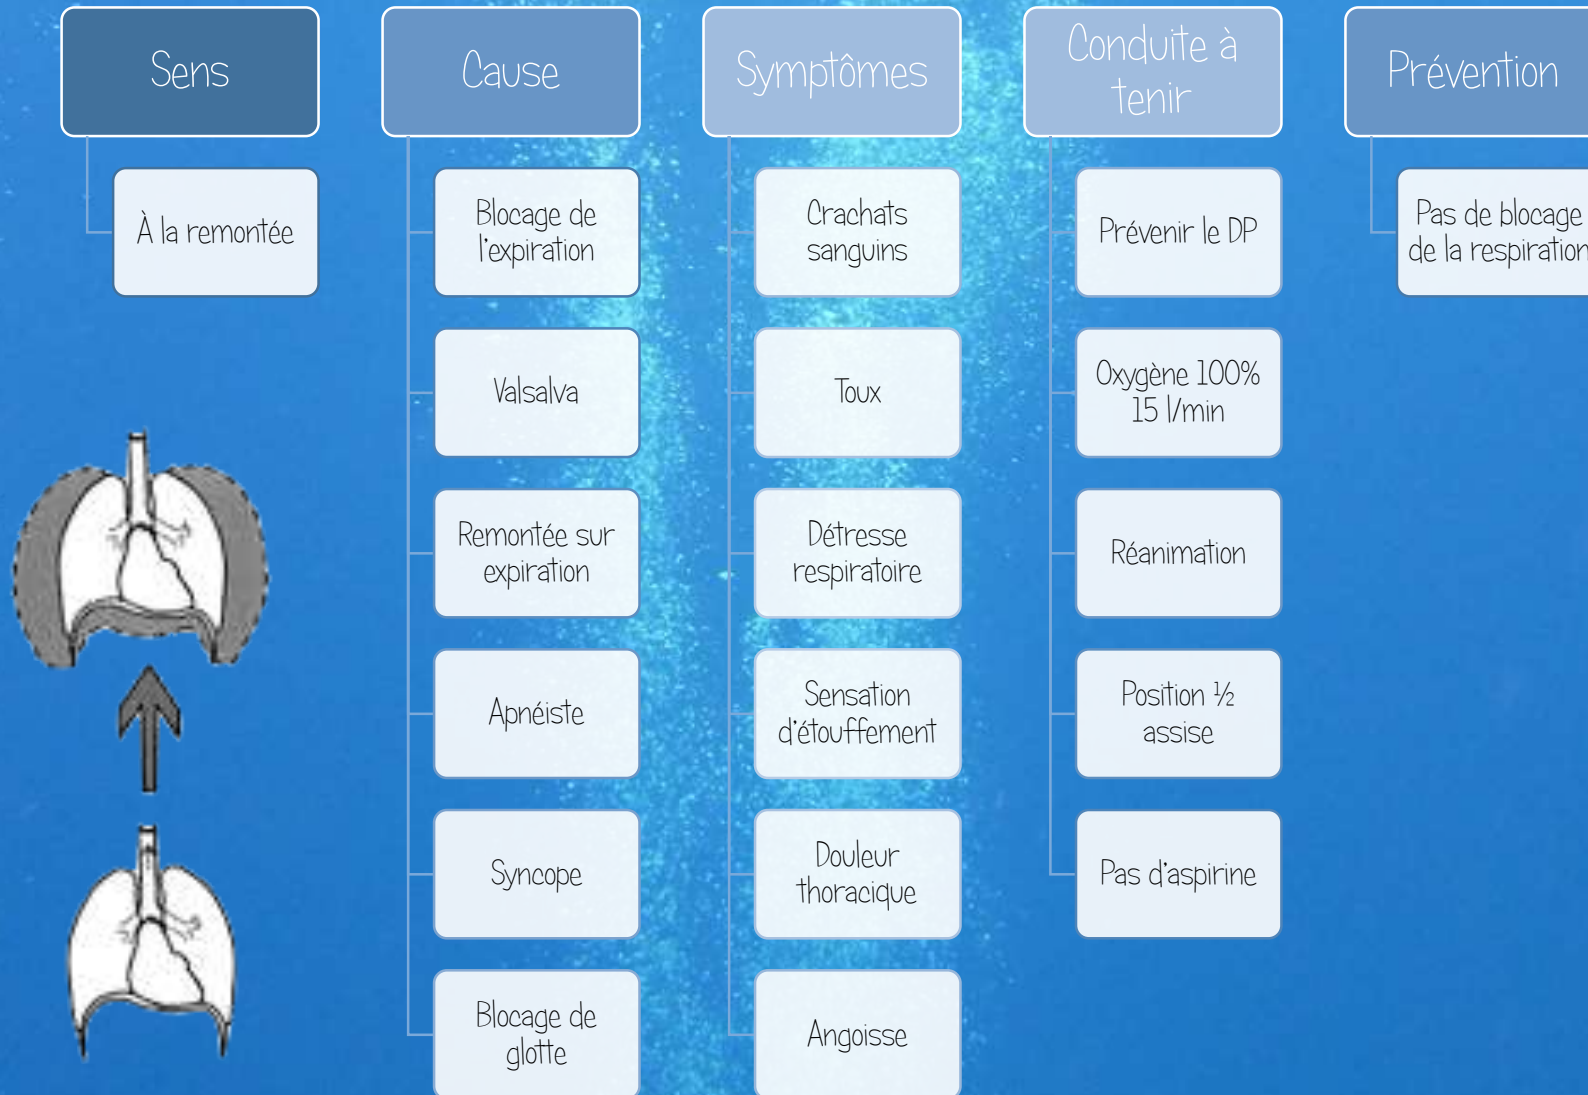 Sens
À la remontée
Cause
Blocage de
l'expiration
Valsalva
Remontée sur
expiration
Apnéiste
Syncope
Blocage de
glotte
Symptômes
Crachats
sanguins
Toux
Détresse
respiratoire
Sensation
d'étouffement
Douleur
thoracique
Angoisse
Conduite à
tenir
Prévenir le DP
Oxygène 100%
15 l/min
Réanimation
Position ½
assise
Pas d'aspirine
Prévention
Pas de blocage
de la respiration